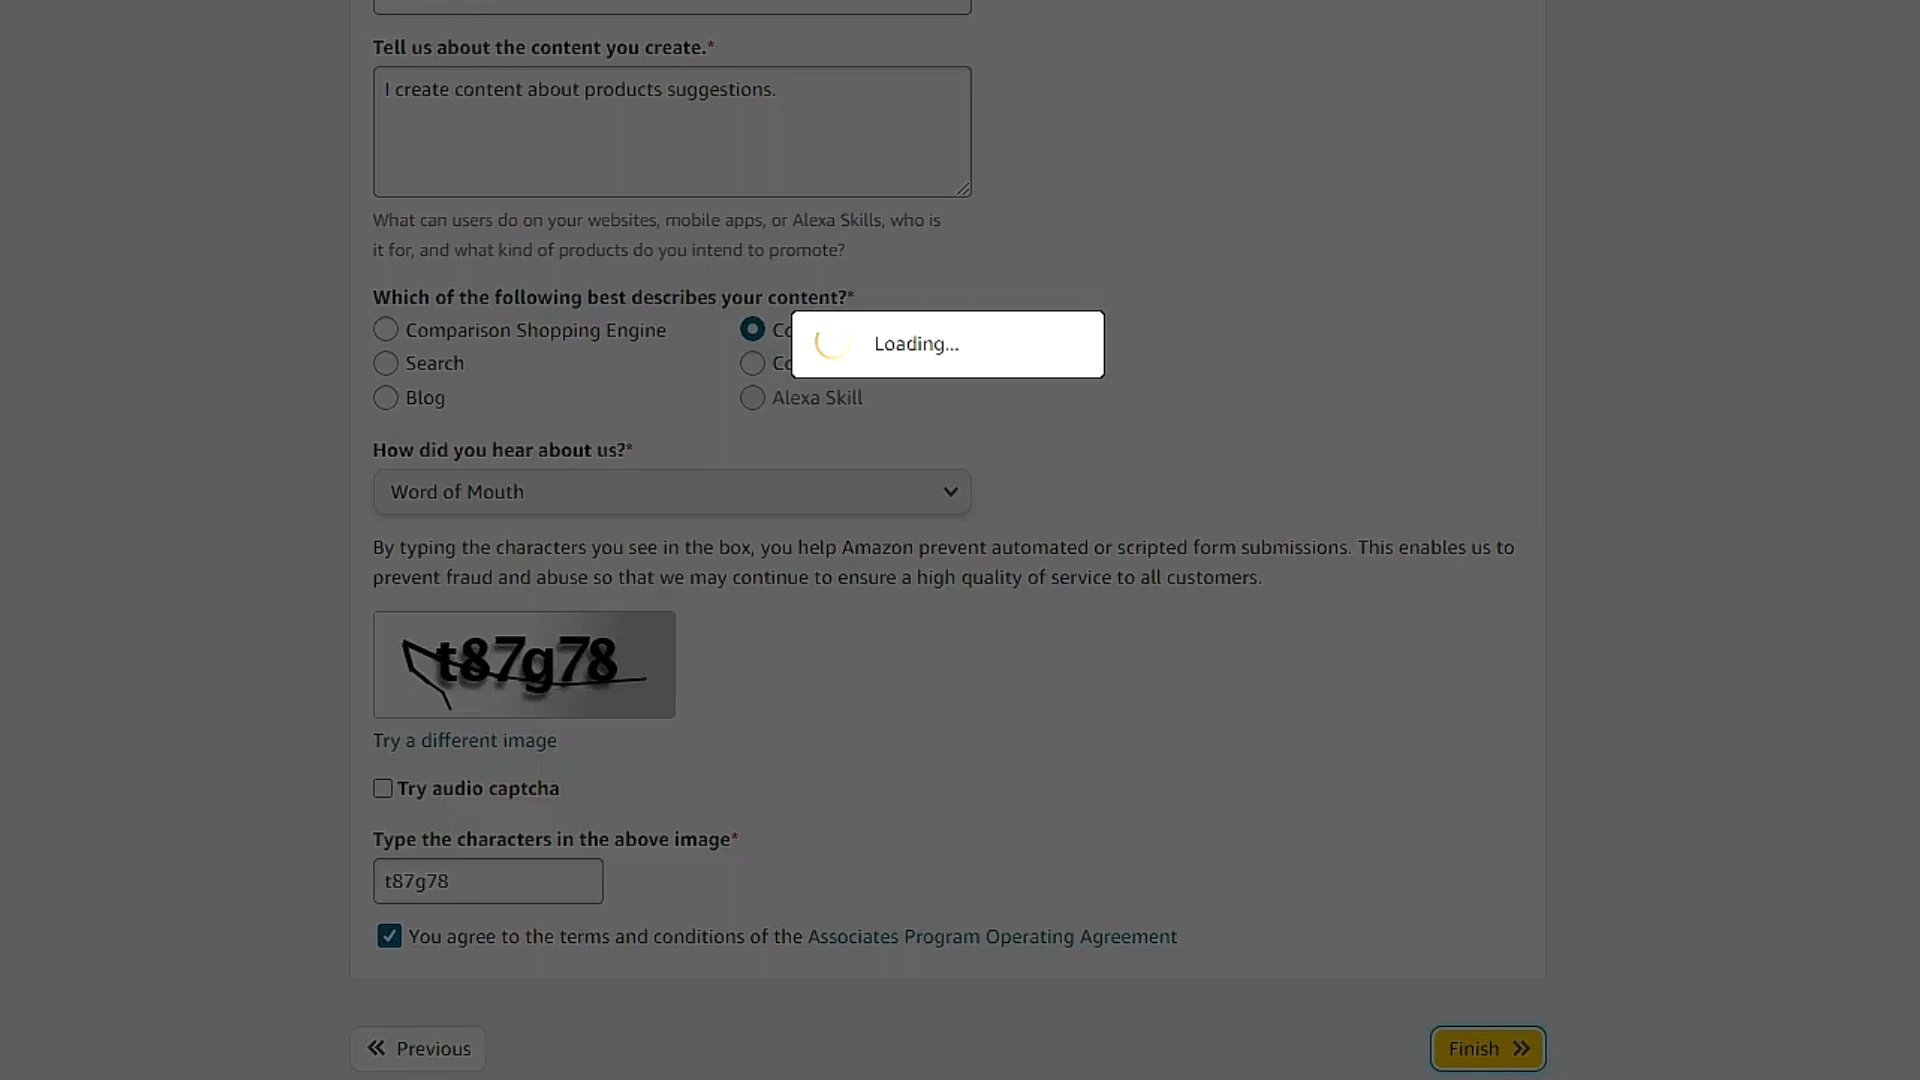 Tell us about the content you create.*
I create content about products suggestions.
What can users do on your websites, mobile apps, or Alexa Skills, who is
it for, and what kind of products do you intend to promote?
Which of the following best describes your content?*
Comparison Shopping Engine
Co
Loading...
Search
Co
Blog
Alexa Skill
How did you hear about us?*
Word of Mouth
By typing the characters you see in the box, you help Amazon prevent automated or scripted form submissions. This enables us to
prevent fraud and abuse so that we may continue to ensure a high quality of service to all customers.
t87g78
Try a different image
Try audio captcha
Type the characters in the above image*
t87g78
You agree to the terms and conditions of the Associates Program Operating Agreement
Previous
Finish